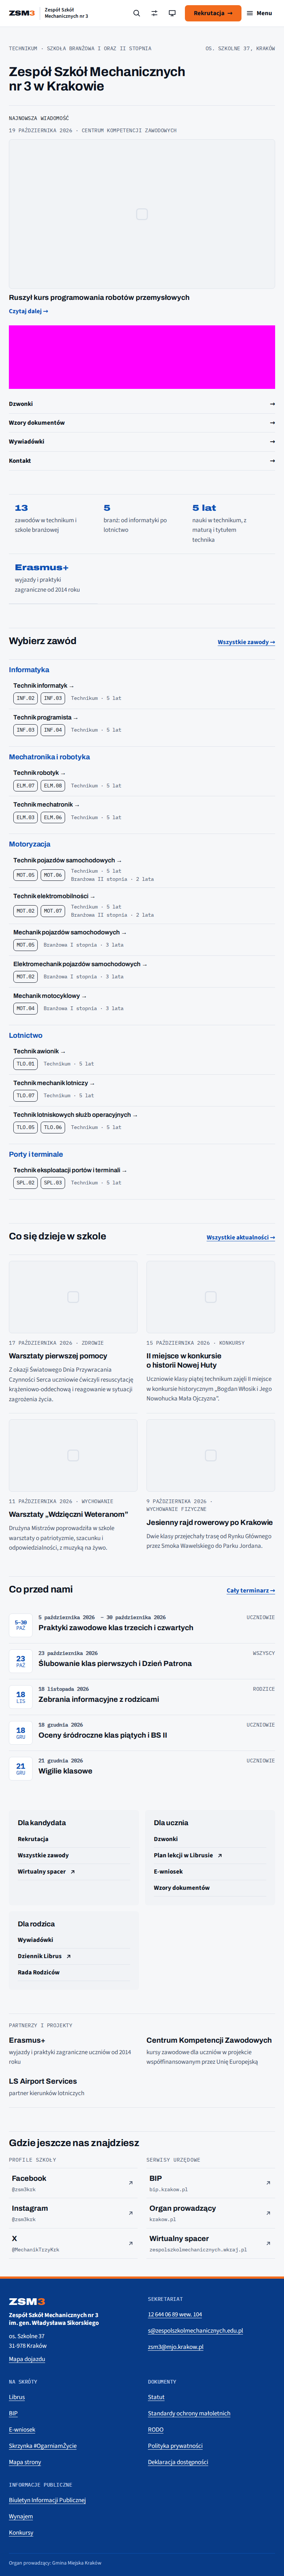 ZSM3
Zespół Szkół
Mechanicznych nr 3
Rekrutacja →
Menu
TECHNIKUM · SZKOŁA BRANŻOWA I ORAZ II STOPNIA
OS. SZKOLNE 37, KRAKÓW
Zespół Szkół Mechanicznych
nr 3 w Krakowie
NAJNOWSZA WIADOMOŚĆ
19 PAŹDZIERNIKA 2026 · CENTRUM KOMPETENCJI ZAWODOWYCH
Ruszył kurs programowania robotów przemysłowych
Czytaj dalej →
Dzwonki →
Wzory dokumentów →
Wywiadówki →
Kontakt →
13
zawodów w technikum i
szkole branżowej
5
branż: od informatyki po
lotnictwo
5 lat
nauki w technikum, z
maturą i tytułem
technika
Erasmus+
wyjazdy i praktyki
zagraniczne od 2014 roku
Wybierz zawód
Wszystkie zawody →
Informatyka
Technik informatyk →
INF.02 INF.03 Technikum · 5 lat
Technik programista →
INF.03 INF.04 Technikum · 5 lat
Mechatronika i robotyka
Technik robotyk →
ELM.07 ELM.08 Technikum · 5 lat
Technik mechatronik →
ELM.03 ELM.06 Technikum · 5 lat
Motoryzacja
Technik pojazdów samochodowych →
MOT.05 MOT.06 Technikum · 5 lat
Branżowa II stopnia · 2 lata
Technik elektromobilności →
MOT.02 MOT.07 Technikum · 5 lat
Branżowa II stopnia · 2 lata
Mechanik pojazdów samochodowych →
MOT.05 Branżowa I stopnia · 3 lata
Elektromechanik pojazdów samochodowych →
MOT.02 Branżowa I stopnia · 3 lata
Mechanik motocyklowy →
MOT.04 Branżowa I stopnia · 3 lata
Lotnictwo
Technik awionik →
TLO.01 Technikum · 5 lat
Technik mechanik lotniczy →
TLO.07 Technikum · 5 lat
Technik lotniskowych służb operacyjnych →
TLO.05 TLO.06 Technikum · 5 lat
Porty i terminale
Technik eksploatacji portów i terminali →
SPL.02 SPL.03 Technikum · 5 lat
Co się dzieje w szkole
Wszystkie aktualności →
17 PAŹDZIERNIKA 2026 · ZDROWIE
Warsztaty pierwszej pomocy
Z okazji Światowego Dnia Przywracania
Czynności Serca uczniowie ćwiczyli resuscytację
krążeniowo-oddechową i reagowanie w sytuacji
zagrożenia życia.
15 PAŹDZIERNIKA 2026 · KONKURSY
II miejsce w konkursie
o historii Nowej Huty
Uczniowie klasy piątej technikum zajęli II miejsce
w konkursie historycznym „Bogdan Włosik i Jego
Nowohucka Mała Ojczyzna”.
11 PAŹDZIERNIKA 2026 · WYCHOWANIE
Warsztaty „Wdzięczni Weteranom”
Drużyna Mistrzów poprowadziła w szkole
warsztaty o patriotyzmie, szacunku i
odpowiedzialności, z muzyką na żywo.
9 PAŹDZIERNIKA 2026 ·
WYCHOWANIE FIZYCZNE
Jesienny rajd rowerowy po Krakowie
Dwie klasy przejechały trasę od Rynku Głównego
przez Smoka Wawelskiego do Parku Jordana.
Co przed nami
Cały terminarz →
5–30
PAŹ
5 października 2026 – 30 października 2026
UCZNIOWIE
Praktyki zawodowe klas trzecich i czwartych
23
PAŹ
23 października 2026
WSZYSCY
Ślubowanie klas pierwszych i Dzień Patrona
18
LIS
18 listopada 2026
RODZICE
Zebrania informacyjne z rodzicami
18
GRU
18 grudnia 2026
UCZNIOWIE
Oceny śródroczne klas piątych i BS II
21
GRU
21 grudnia 2026
UCZNIOWIE
Wigilie klasowe
Dla kandydata
Rekrutacja
Wszystkie zawody
Wirtualny spacer ↗
Dla ucznia
Dzwonki
Plan lekcji w Librusie ↗
E-wniosek
Wzory dokumentów
Dla rodzica
Wywiadówki
Dziennik Librus ↗
Rada Rodziców
PARTNERZY I PROJEKTY
Erasmus+
wyjazdy i praktyki zagraniczne uczniów od 2014
roku
Centrum Kompetencji Zawodowych
kursy zawodowe dla uczniów w projekcie
współfinansowanym przez Unię Europejską
LS Airport Services
partner kierunków lotniczych
Gdzie jeszcze nas znajdziesz
PROFILE SZKOŁY
Facebook
@zsm3krk
↗
Instagram
@zsm3krk
↗
X
@MechanikTrzyKrk
↗
SERWISY URZĘDOWE
BIP
bip.krakow.pl
↗
Organ prowadzący
krakow.pl
↗
Wirtualny spacer
zespolszkolmechanicznych.wkraj.pl
↗
ZSM3
Zespół Szkół Mechanicznych nr 3
im. gen. Władysława Sikorskiego
os. Szkolne 37
31-978 Kraków
Mapa dojazdu
SEKRETARIAT
12 644 06 89 wew. 104
s@zespolszkolmechanicznych.edu.pl
zsm3@mjo.krakow.pl
NA SKRÓTY
Librus
BIP
E-wniosek
Skrzynka #OgarniamŻycie
Mapa strony
DOKUMENTY
Statut
Standardy ochrony małoletnich
RODO
Polityka prywatności
Deklaracja dostępności
INFORMACJE PUBLICZNE
Biuletyn Informacji Publicznej
Wynajem
Konkursy
Organ prowadzący: Gmina Miejska Kraków